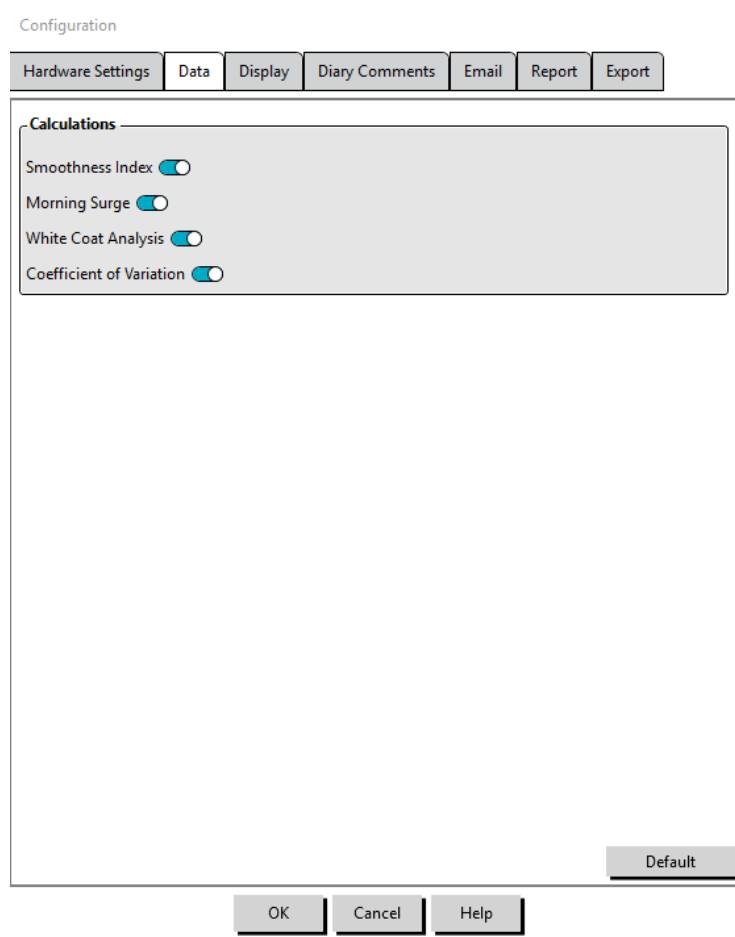 Configuration
Hardware Settings Data Display Diary Comments Email Report Export
Calculations
Smoothness Index
Morning Surge
White Coat Analysis
Coefficient of Variation
Default
OK Cancel Help